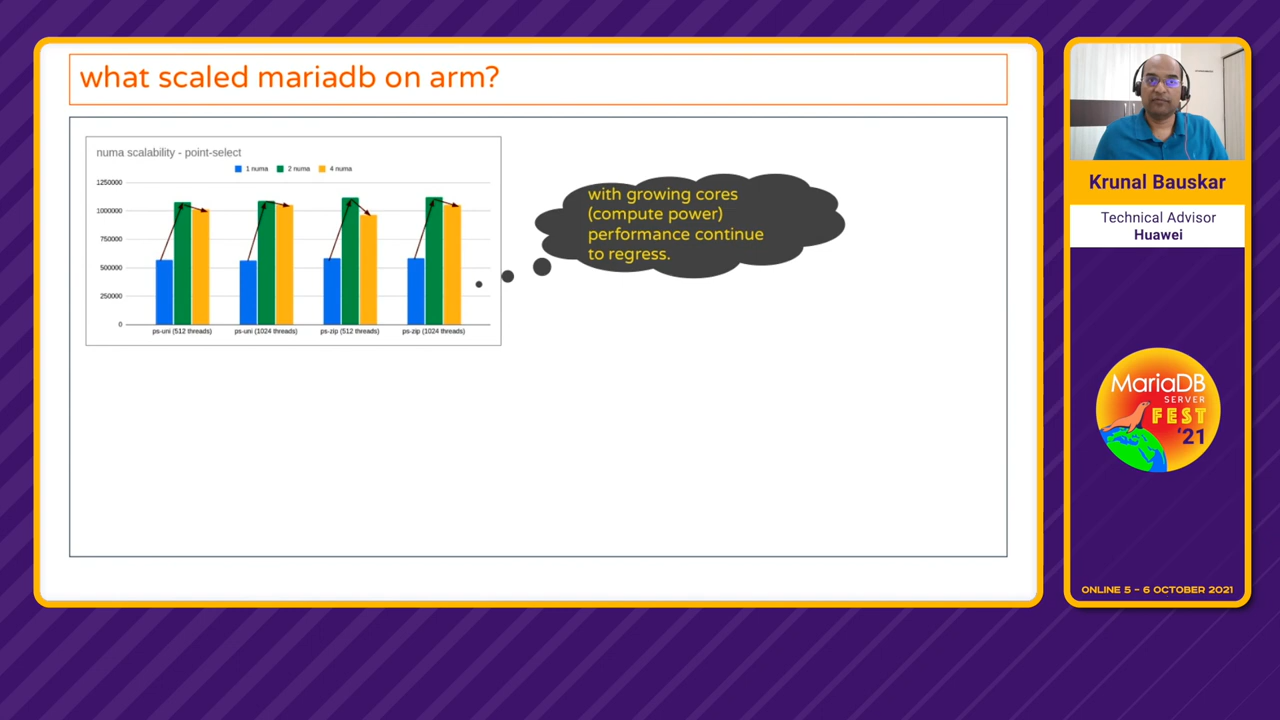 what scaled mariadb on arm?
numa scalability - point-select
1 numa 2 numa 4 numa
1250000
1000000
750000
500000
250000
0
ps-uni (512 threads) ps-uni (1024 threads) ps-zip (512 threads) ps-zip (1024 threads)
with growing cores
(compute power)
performance continue
to regress.
Krunal Bauskar
Technical Advisor
Huawei
MariaDB
SERVER
FEST
'21
ONLINE 5 - 6 OCTOBER 2021